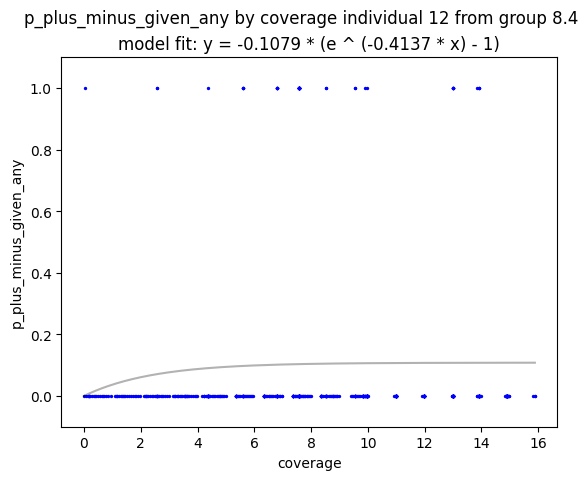 p_plus_minus_given_any by coverage individual 12 from group 8.4
model fit: y = -0.1079 * (e ^ (-0.4137 * x) - 1)
1.0
0.8
0.6
0.4
0.2
0.0
p_plus_minus_given_any
0 2 4 6 8 10 12 14 16
coverage